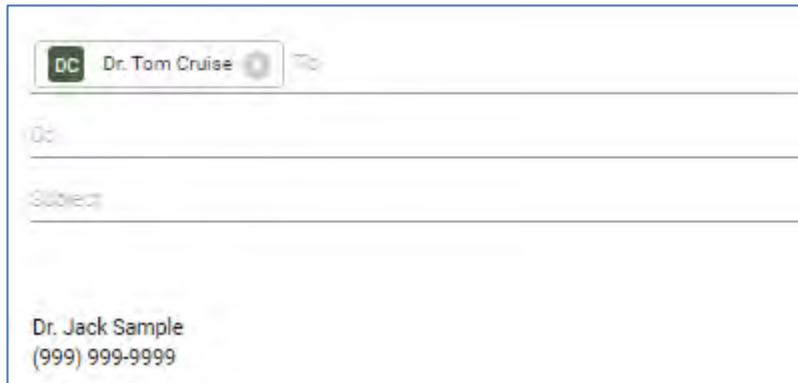 DC Dr. Tom Cruise To
Cc
Subject
Dr. Jack Sample
(999) 999-9999